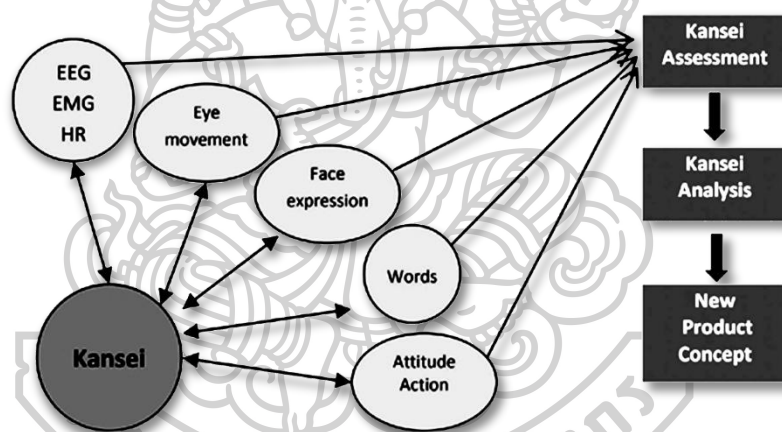 EEG
EMG
HR
Eye
movement
Face
expression
Words
Attitude
Action
Kansei
Kansei
Assessment
Kansei
Analysis
New
Product
Concept